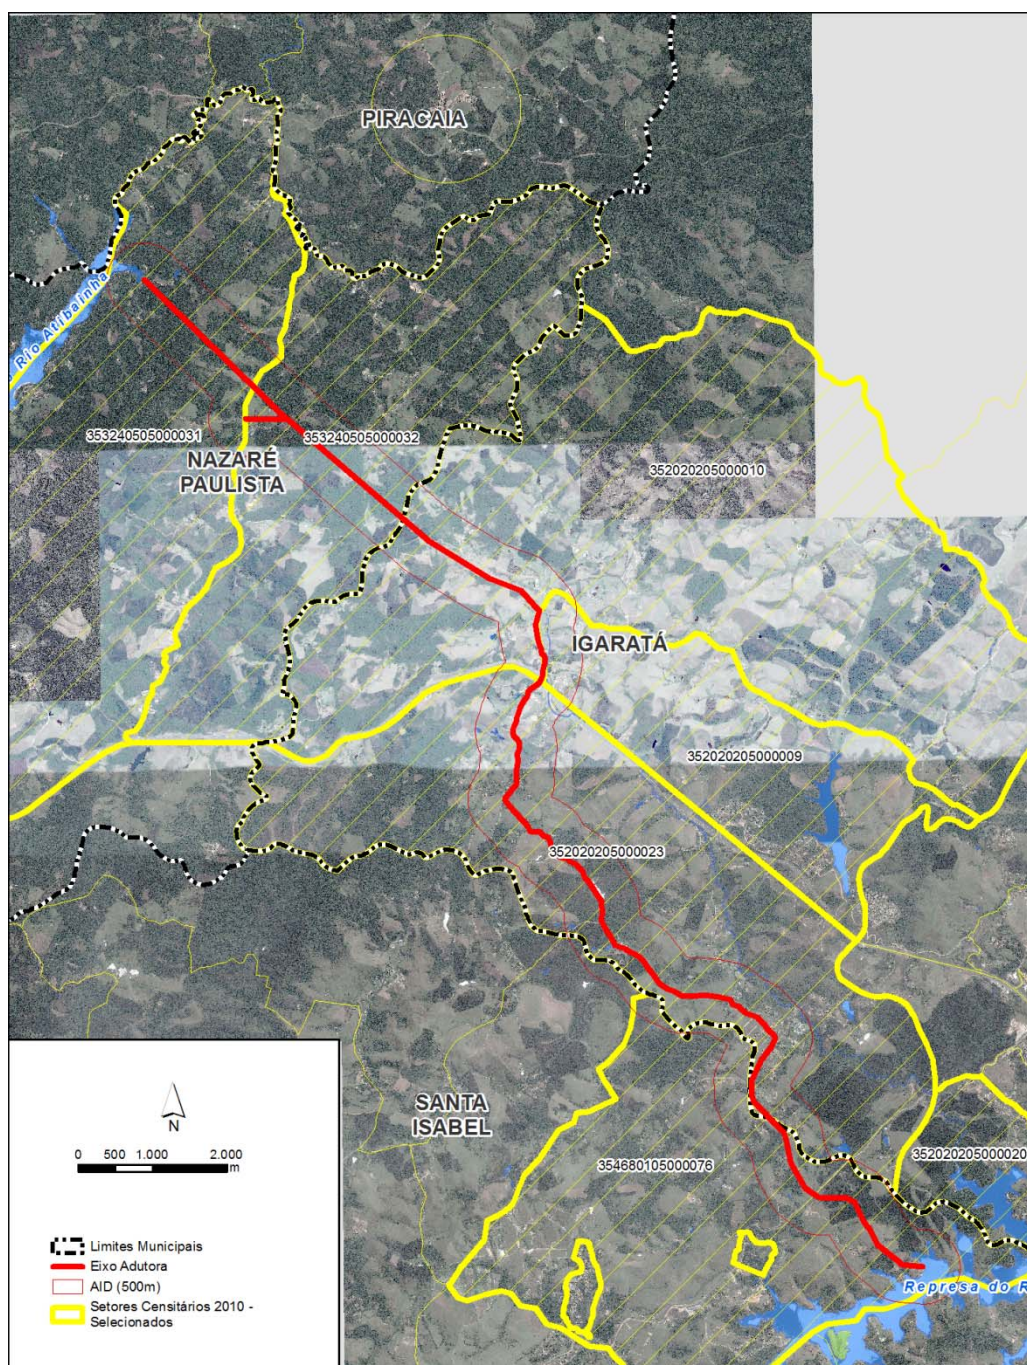 PIRACAIA
Rio Atibainha
353240505000031
353240505000032
NAZARÉ
PAULISTA
352020205000010
IGARATÁ
352020205000009
352020205000023
SANTA
ISABEL
354680105000076
352020205000020
Represa do R
N
0 500 1.000 2.000
m
Limites Municipais
Eixo Adutora
AID (500m)
Setores Censitários 2010 -
Selecionados